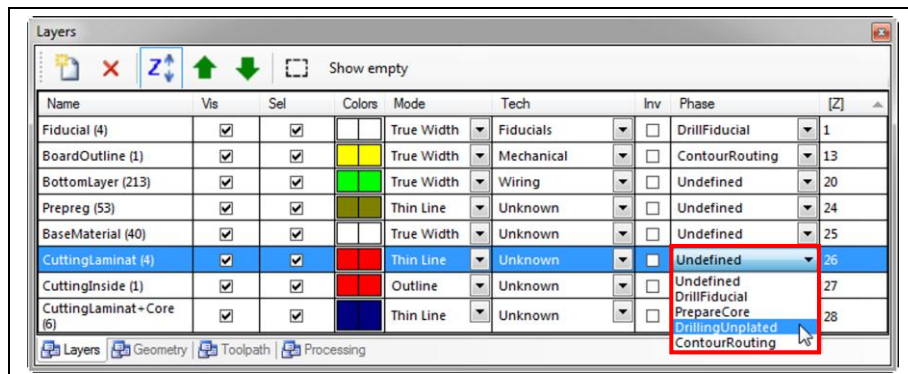 Layers
Z Show empty
Name Vis Sel Colors Mode Tech Inv Phase [Z]
Fiducial (4) True Width Fiducials DrillFiducial 1
BoardOutline (1) True Width Mechanical ContourRouting 13
BottomLayer (213) True Width Wiring Undefined 20
Prepreg (53) Thin Line Unknown Undefined 24
BaseMaterial (40) True Width Unknown Undefined 25
CuttingLaminat (4) Thin Line Unknown Undefined 26
CuttingInside (1) Outline Unknown 27
CuttingLaminat+Core
(6) Thin Line Unknown 28
Undefined
DrillFiducial
PrepareCore
DrillingUnplated
ContourRouting
Layers Geometry Toolpath Processing